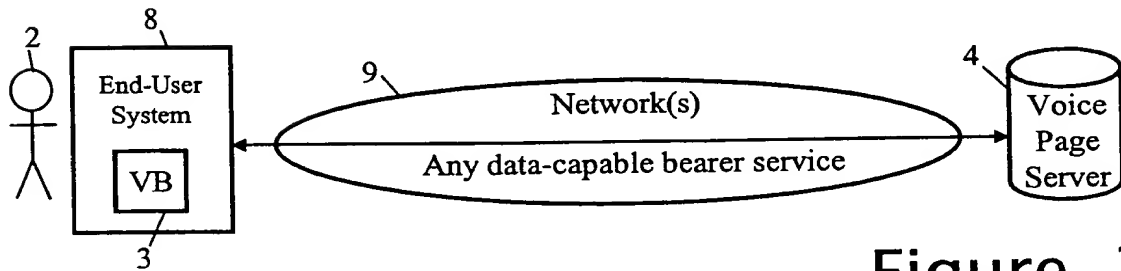 2
8
End-User
System
VB
3
9
Network(s)
Any data-capable bearer service
4
Voice
Page
Server
Figure